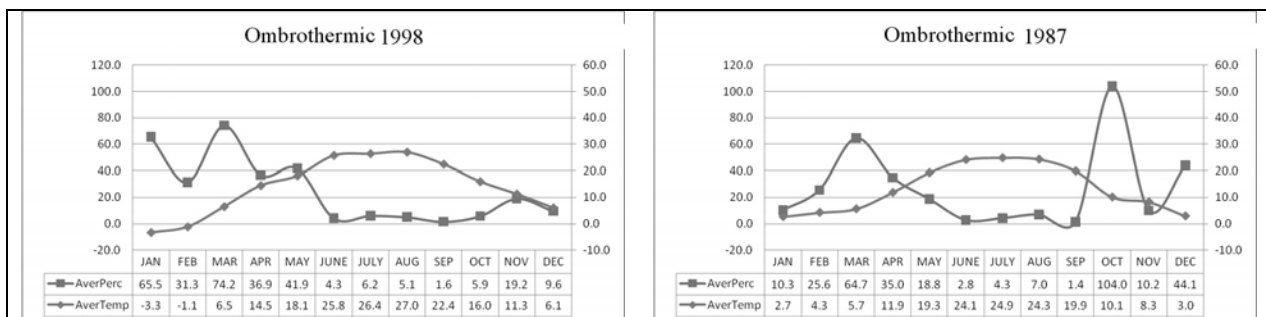 Ombrothermic 1998
120.0 60.0
100.0 50.0
80.0 40.0
60.0 30.0
40.0 20.0
20.0 10.0
0.0 0.0
-20.0 -10.0
JAN FEB MAR APR MAY JUNE JULY AUG SEP OCT NOV DEC
AverPerc 65.5 31.3 74.2 36.9 41.9 4.3 6.2 5.1 1.6 5.9 19.2 9.6
AverTemp -3.3 -1.1 6.5 14.5 18.1 25.8 26.4 27.0 22.4 16.0 11.3 6.1
Ombrothermic 1987
120.0 60.0
100.0 50.0
80.0 40.0
60.0 30.0
40.0 20.0
20.0 10.0
0.0 0.0
-20.0 -10.0
JAN FEB MAR APR MAY JUNE JULY AUG SEP OCT NOV DEC
AverPerc 10.3 25.6 64.7 35.0 18.8 2.8 4.3 7.0 1.4 104.0 10.2 44.1
AverTemp 2.7 4.3 5.7 11.9 19.3 24.1 24.9 24.3 19.9 10.1 8.3 3.0